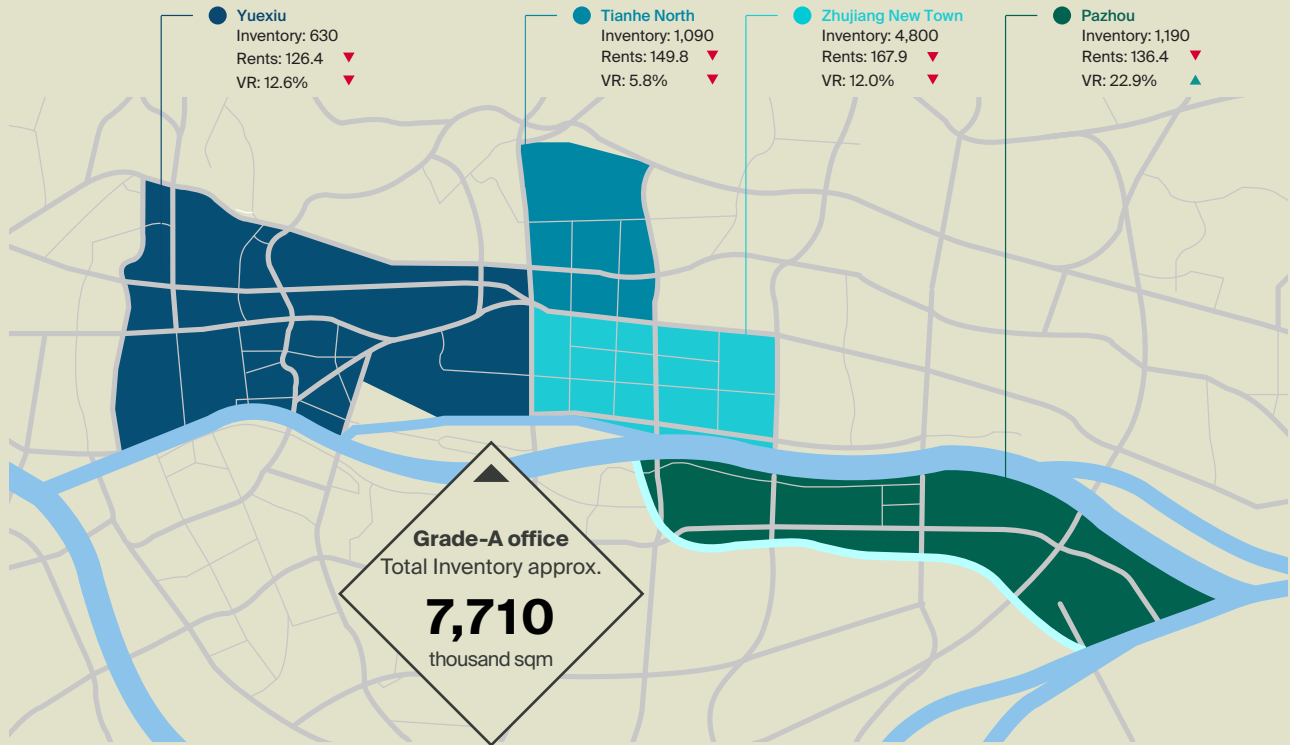 Yuexiu
Inventory: 630
Rents: 126.4 ▼
VR: 12.6% ▼
Tianhe North
Inventory: 1,090
Rents: 149.8 ▼
VR: 5.8% ▼
Zhujiang New Town
Inventory: 4,800
Rents: 167.9 ▼
VR: 12.0% ▼
Pazhou
Inventory: 1,190
Rents: 136.4 ▼
VR: 22.9% ▲
Grade-A office
Total Inventory approx.
7,710
thousand sqm